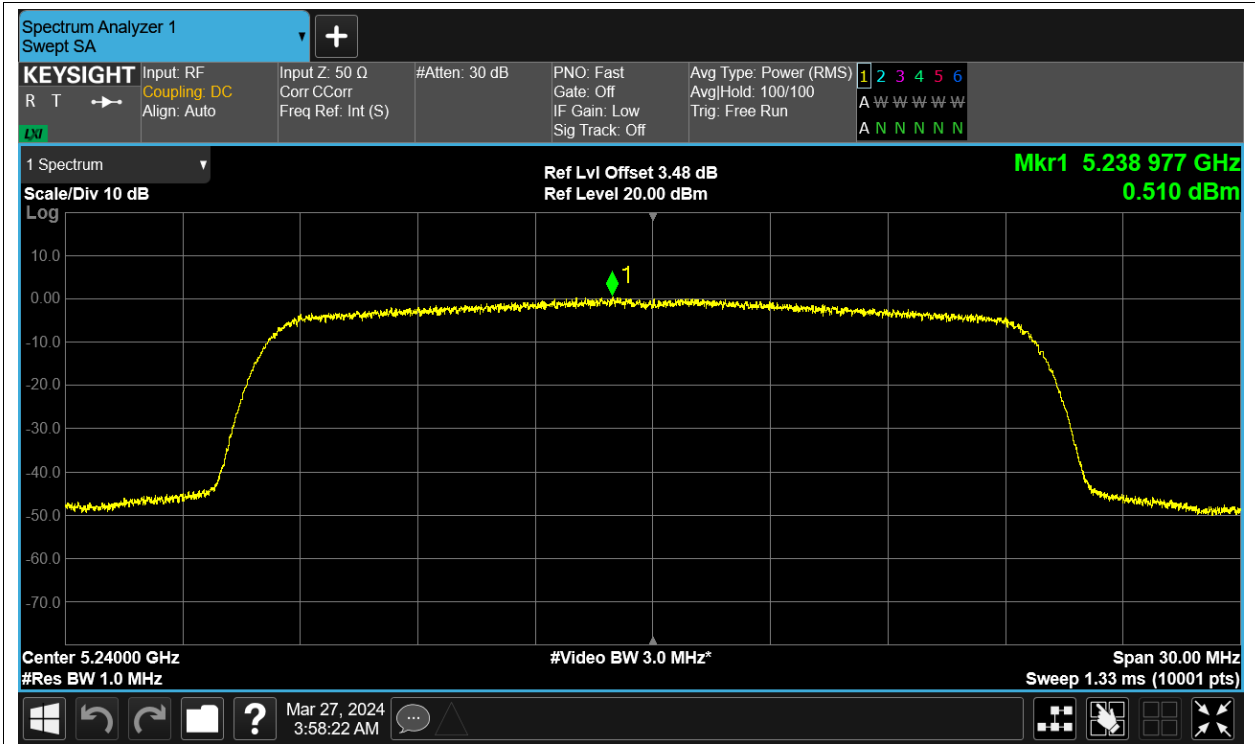 Spectrum Analyzer 1
Swept SA
KEYSIGHT
R T
LXI
Input: RF
Coupling: DC
Align: Auto
Input Z: 50 Ω
Corr CCorr
Freq Ref: Int (S)
#Atten: 30 dB
PNO: Fast
Gate: Off
IF Gain: Low
Sig Track: Off
Avg Type: Power (RMS)
Avg|Hold: 100/100
Trig: Free Run
1 2 3 4 5 6
A W W W W W
A N N N N N
1 Spectrum
Scale/Div 10 dB
Log
Ref Lvl Offset 3.48 dB
Ref Level 20.00 dBm
Mkr1 5.238 977 GHz
0.510 dBm
1
10.0
0.00
-10.0
-20.0
-30.0
-40.0
-50.0
-60.0
-70.0
Center 5.24000 GHz
#Res BW 1.0 MHz
#Video BW 3.0 MHz*
Span 30.00 MHz
Sweep 1.33 ms (10001 pts)
?
Mar 27, 2024
3:58:22 AM